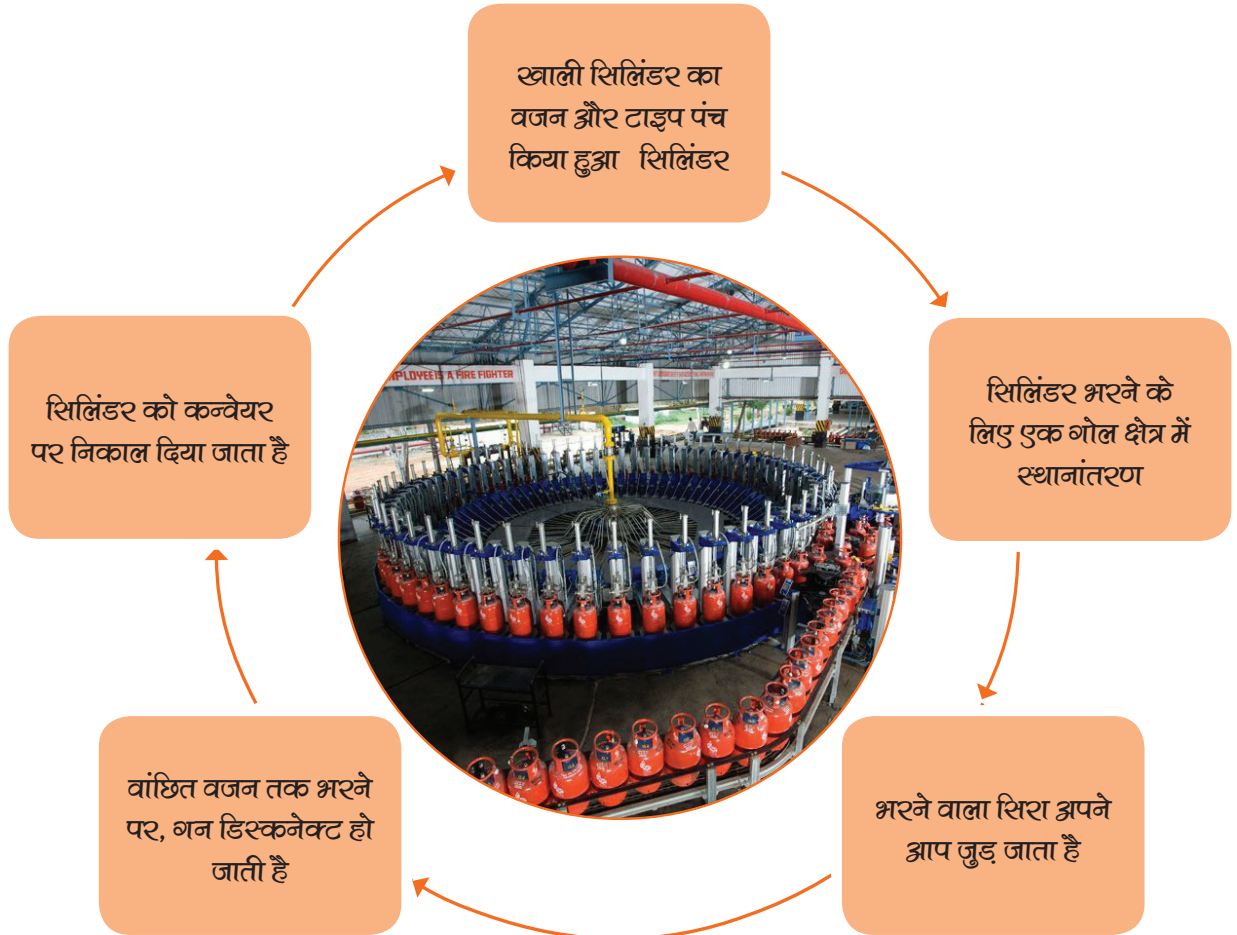 खाली सिलिंडर का
वजन और टाइप पंच
किया हुआ सिलिंडर
सिलिंडर भरने के
लिए एक गोल क्षेत्र में
स्थानांतरण
भरने वाला सिरा अपने
आप जुड़ जाता है
वांछित वजन तक भरने
पर, गन डिस्कनेक्ट हो
जाती है
सिलिंडर को कन्वेयर
पर निकाल दिया जाता है
MPLOYEE IS A FIRE FIGHTER